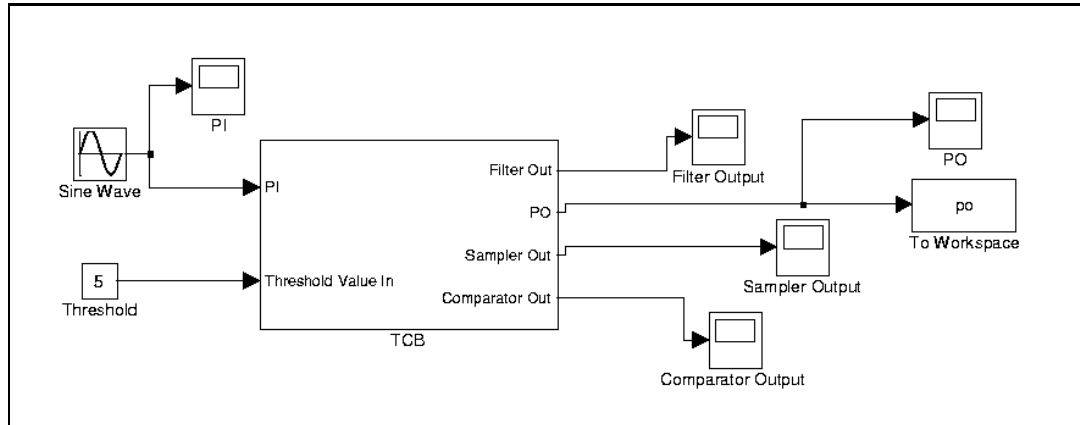 PI
Sine Wave
5
Threshold
PI
Threshold Value In
Filter Out
PO
Sampler Out
Comparator Out
TCB
Filter Output
PO
po
To Workspace
Sampler Output
Comparator Output